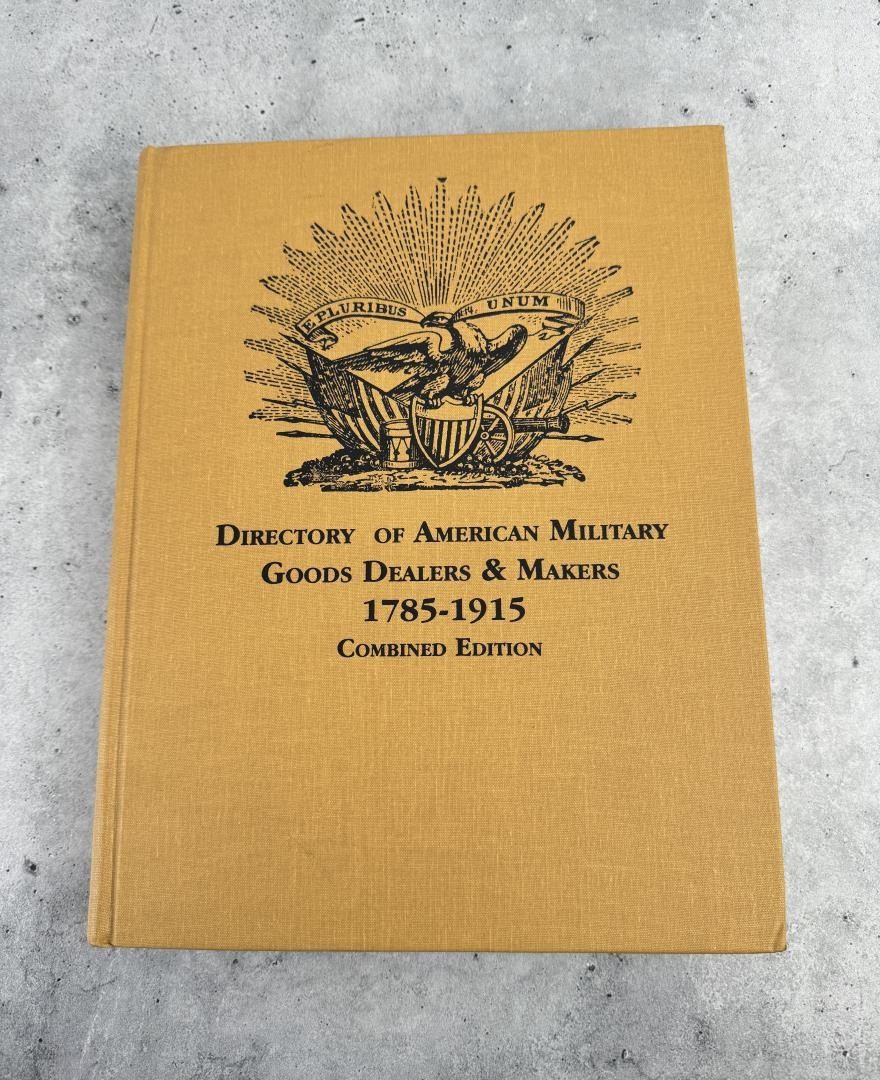 E PLURIBUS UNUM
DIRECTORY OF AMERICAN MILITARY
GOODS DEALERS & MAKERS
1785-1915
COMBINED EDITION